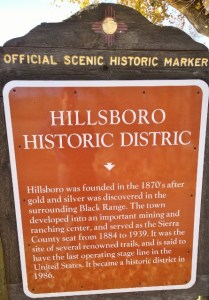 OFFICIAL SCENIC HISTORIC MARKER
HILLSBORO
HISTORIC DISTRIC
Hillsboro was founded in the 1870's after
gold and silver was discovered in the
surrounding Black Range. The town
developed into an important mining and
ranching center, and served as the Sierra
County seat from 1884 to 1939. It was the
site of several renowned trails, and is said to
have the last operating stage line in the
United States. It became a historic district in
1986.